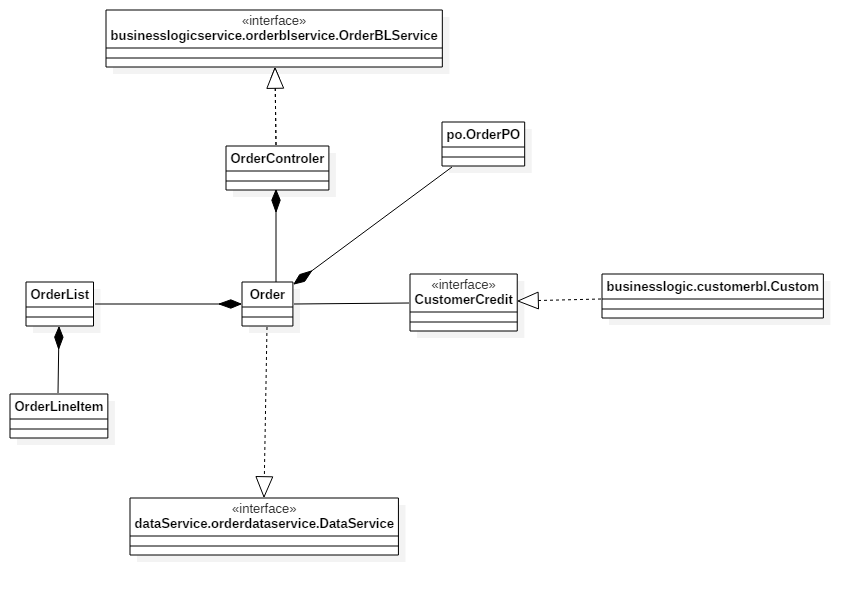 «interface»
businesslogicservice.orderblservice.OrderBLService
po.OrderPO
OrderControler
OrderList
Order
«interface»
CustomerCredit
businesslogic.customerbl.Custom
OrderLineItem
«interface»
dataService.orderdataservice.DataService